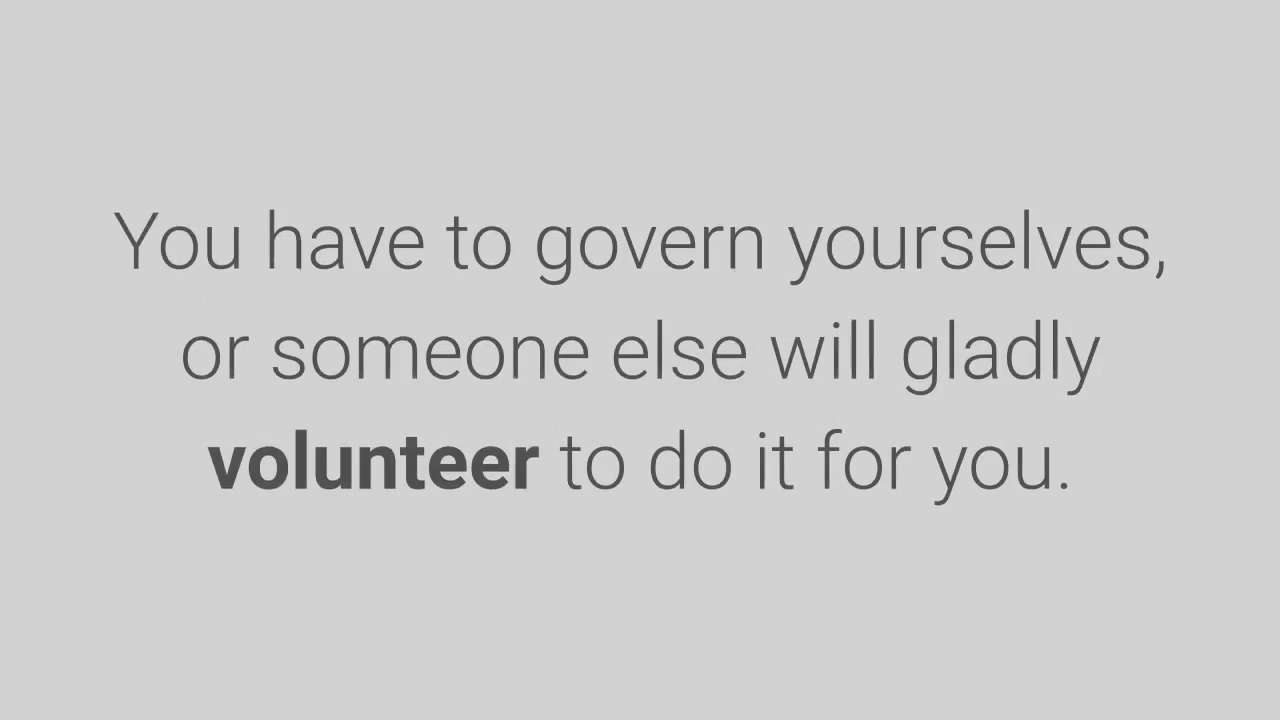 You have to govern yourselves,
or someone else will gladly
volunteer to do it for you.